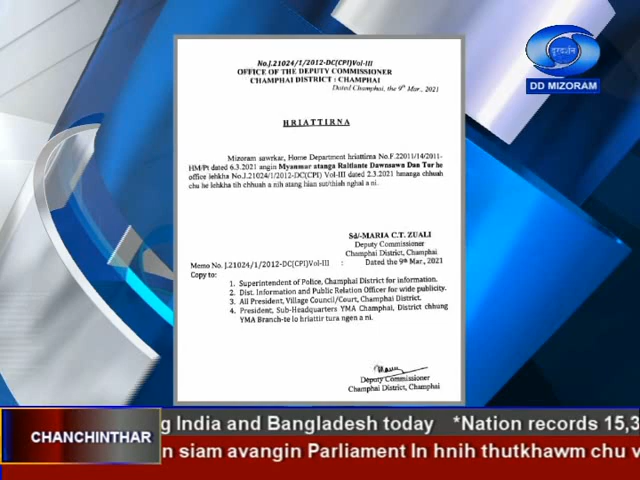 No.J.21024/1/2012-DC(CPI)Vol-III
OFFICE OF THE DEPUTY COMMISSIONER
CHAMPHAI DISTRICT : CHAMPHAI
Dated Champhai, the 9th Mar., 2021
HRIATTIRNA
Mizoram sawrkar, Home Department hriattirna No.F.22011/14/2011-
HM/Pt dated 6.3.2021 angin Myanmar atanga Raltlante Dawnsawn Dan Tur he
office lehkha No.J.21024/1/2012-DC(CPI) Vol-III dated 2.3.2021 hmanga chhuah
chu he lehkha tih chhuah a nih atang hian sut/thiah nghal a ni.
Sd/-MARIA C.T. ZUALI
Deputy Commissioner
Champhai District, Champhai
Memo No. J.21024/1/2012-DC(CPI)Vol-III : Dated the 9th Mar., 2021
Copy to:
1. Superintendent of Police, Champhai District for information.
2. Dist. Information and Public Relation Officer for wide publicity.
3. All President, Village Council/Court, Champhai District.
4. President, Sub-Headquarters YMA Champhai, District chhung
YMA Branch-te lo hriattir tura ngen a ni.
Deputy Commissioner
Champhai District, Champhai
दूरदर्शन
DD MIZORAM
CHANCHINTHAR
g India and Bangladesh today *Nation records 15,3
n siam avangin Parliament In hnih thutkhawm chu v